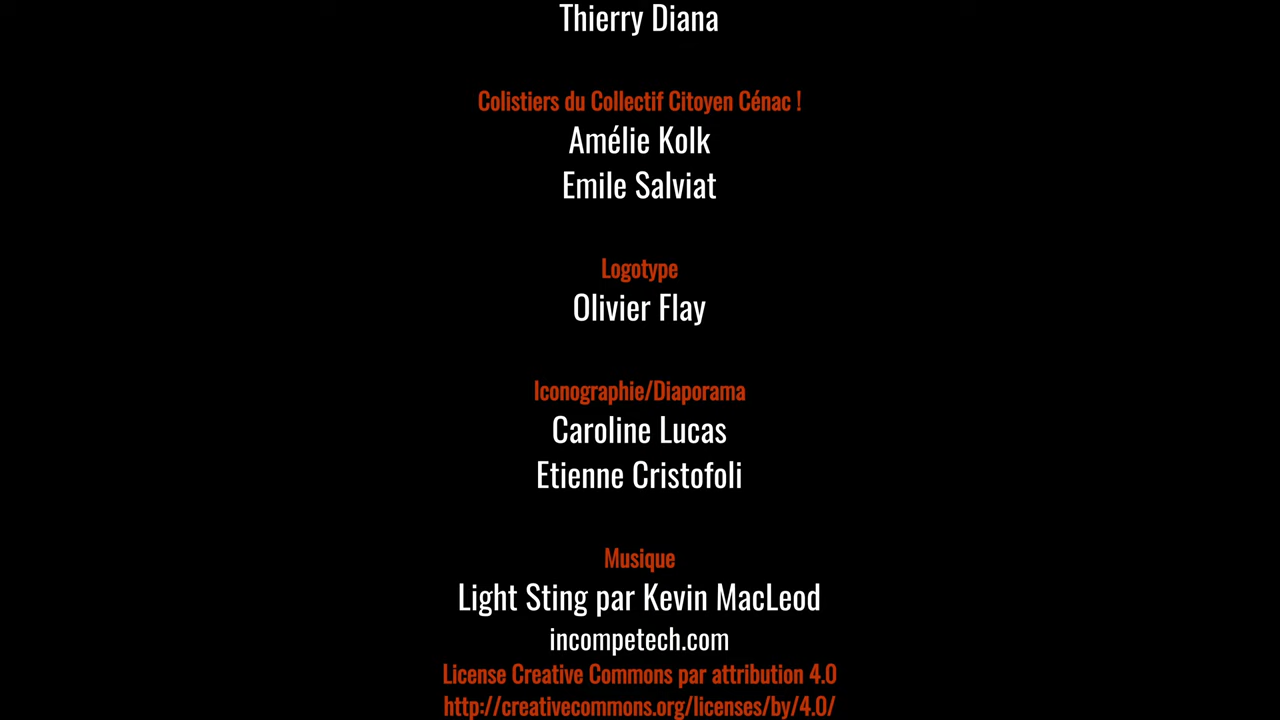 Thierry Diana
Colistiers du Collectif Citoyen Cénac !
Amélie Kolk
Emile Salviat
Logotype
Olivier Flay
Iconographie/Diaporama
Caroline Lucas
Etienne Cristofoli
Musique
Light Sting par Kevin MacLeod
incompetech.com
License Creative Commons par attribution 4.0
http://creativecommons.org/licenses/by/4.0/